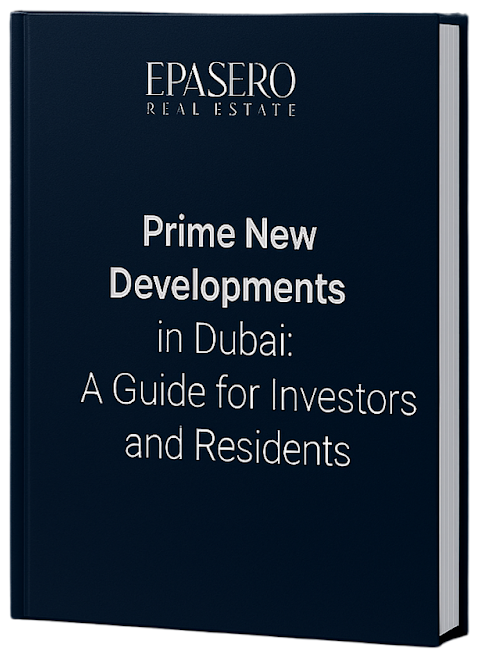 EPASERO
REAL ESTATE
Prime New
Developments
in Dubai:
A Guide for Investors
and Residents